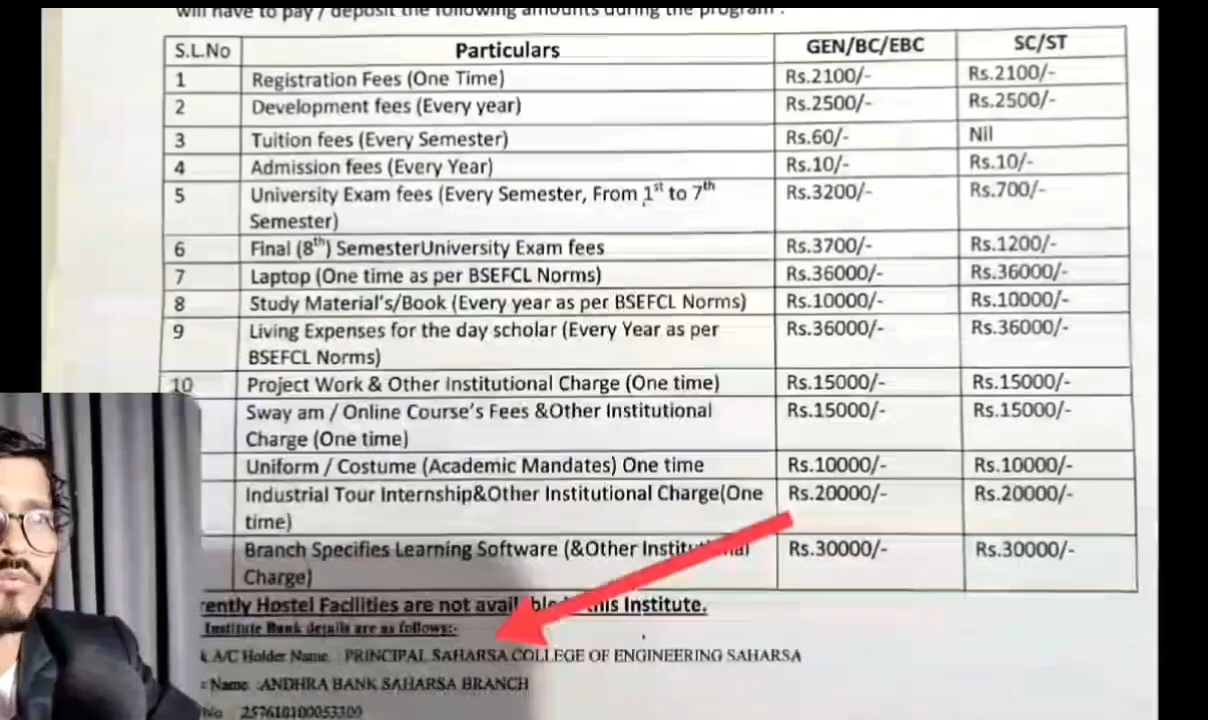 will have to pay / deposit the following amounts during the program :
S.L.No Particulars GEN/BC/EBC SC/ST
1 Registration Fees (One Time) Rs.2100/- Rs.2100/-
2 Development fees (Every year) Rs.2500/- Rs.2500/-
3 Tuition fees (Every Semester) Rs.60/- Nil
4 Admission fees (Every Year) Rs.10/- Rs.10/-
5 University Exam fees (Every Semester, From 1st to 7th Rs.3200/- Rs.700/-
Semester)
6 Final (8th) SemesterUniversity Exam fees Rs.3700/- Rs.1200/-
7 Laptop (One time as per BSEFCL Norms) Rs.36000/- Rs.36000/-
8 Study Material's/Book (Every year as per BSEFCL Norms) Rs.10000/- Rs.10000/-
9 Living Expenses for the day scholar (Every Year as per Rs.36000/- Rs.36000/-
BSEFCL Norms)
10 Project Work & Other Institutional Charge (One time) Rs.15000/- Rs.15000/-
Sway am / Online Course's Fees &Other Institutional Rs.15000/- Rs.15000/-
Charge (One time)
Uniform / Costume (Academic Mandates) One time Rs.10000/- Rs.10000/-
Industrial Tour Internship&Other Institutional Charge(One Rs.20000/- Rs.20000/-
time)
Branch Specifies Learning Software (&Other Institutional Rs.30000/- Rs.30000/-
Charge)
rently Hostel Facilities are not available in this Institute.
Institute Bank details are as follows:-
A/C Holder Name PRINCIPAL SAHARSA COLLEGE OF ENGINEERING SAHARSA
Name :ANDHRA BANK SAHARSA BRANCH
No 257610100053300